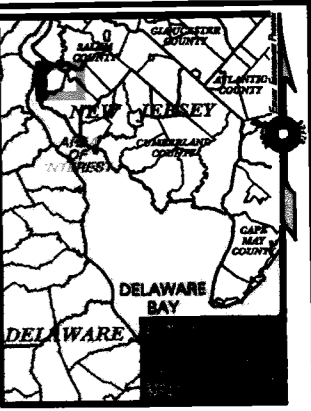 GLOUCESTER
COUNTY
SALEM
COUNTY
ATLANTIC
COUNTY
NEW JERSEY
AREA
OF
INTEREST
CUMBERLAND
COUNTY
CAPE
MAY
COUNTY
DELAWARE
BAY
DELAWARE